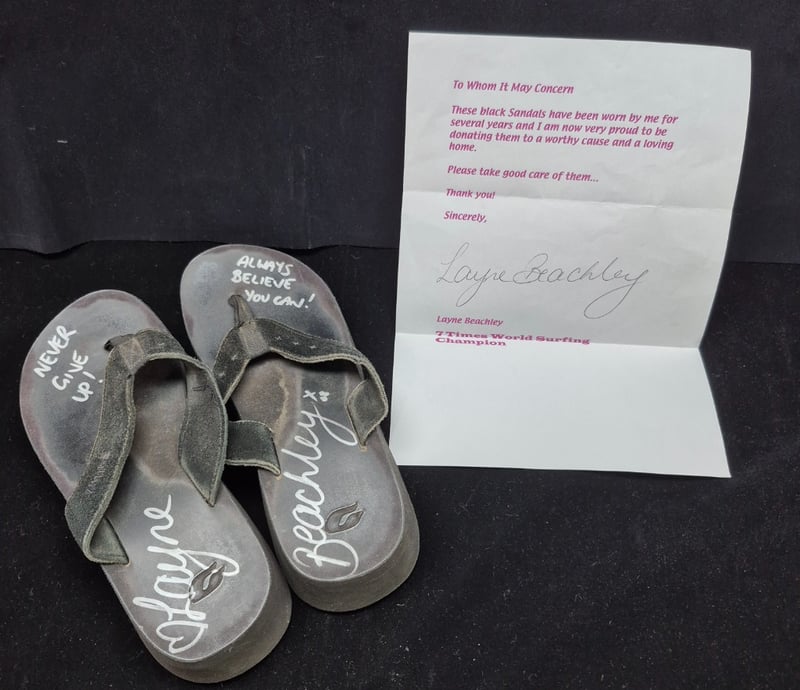 NEVER
GIVE
UP!
Layne
ALWAYS
BELIEVE
YOU CAN!
Beachley x
08
To Whom It May Concern
These black Sandals have been worn by me for
several years and I am now very proud to be
donating them to a worthy cause and a loving
home.
Please take good care of them...
Thank you!
Sincerely,
Layne Beachley
Layne Beachley
7 Times World Surfing
Champion